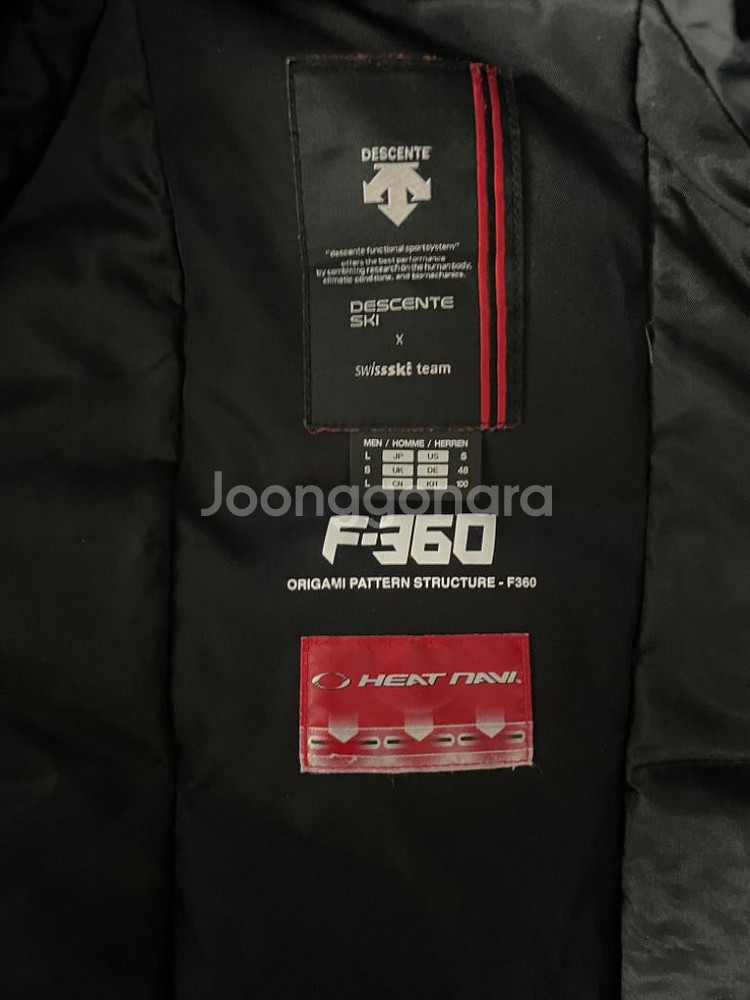 DESCENTE
"descente functional sportsystem"
offers the best performance
by combining research on the human body,
climatic conditions, and biomechanics.
DESCENTE
SKI
X
swissski team
MEN / HOMME / HERREN
L JP US S
S UK DE 48
L CN KR 100
Joonggonara
F-360
ORIGAMI PATTERN STRUCTURE - F360
HEAT NAVI